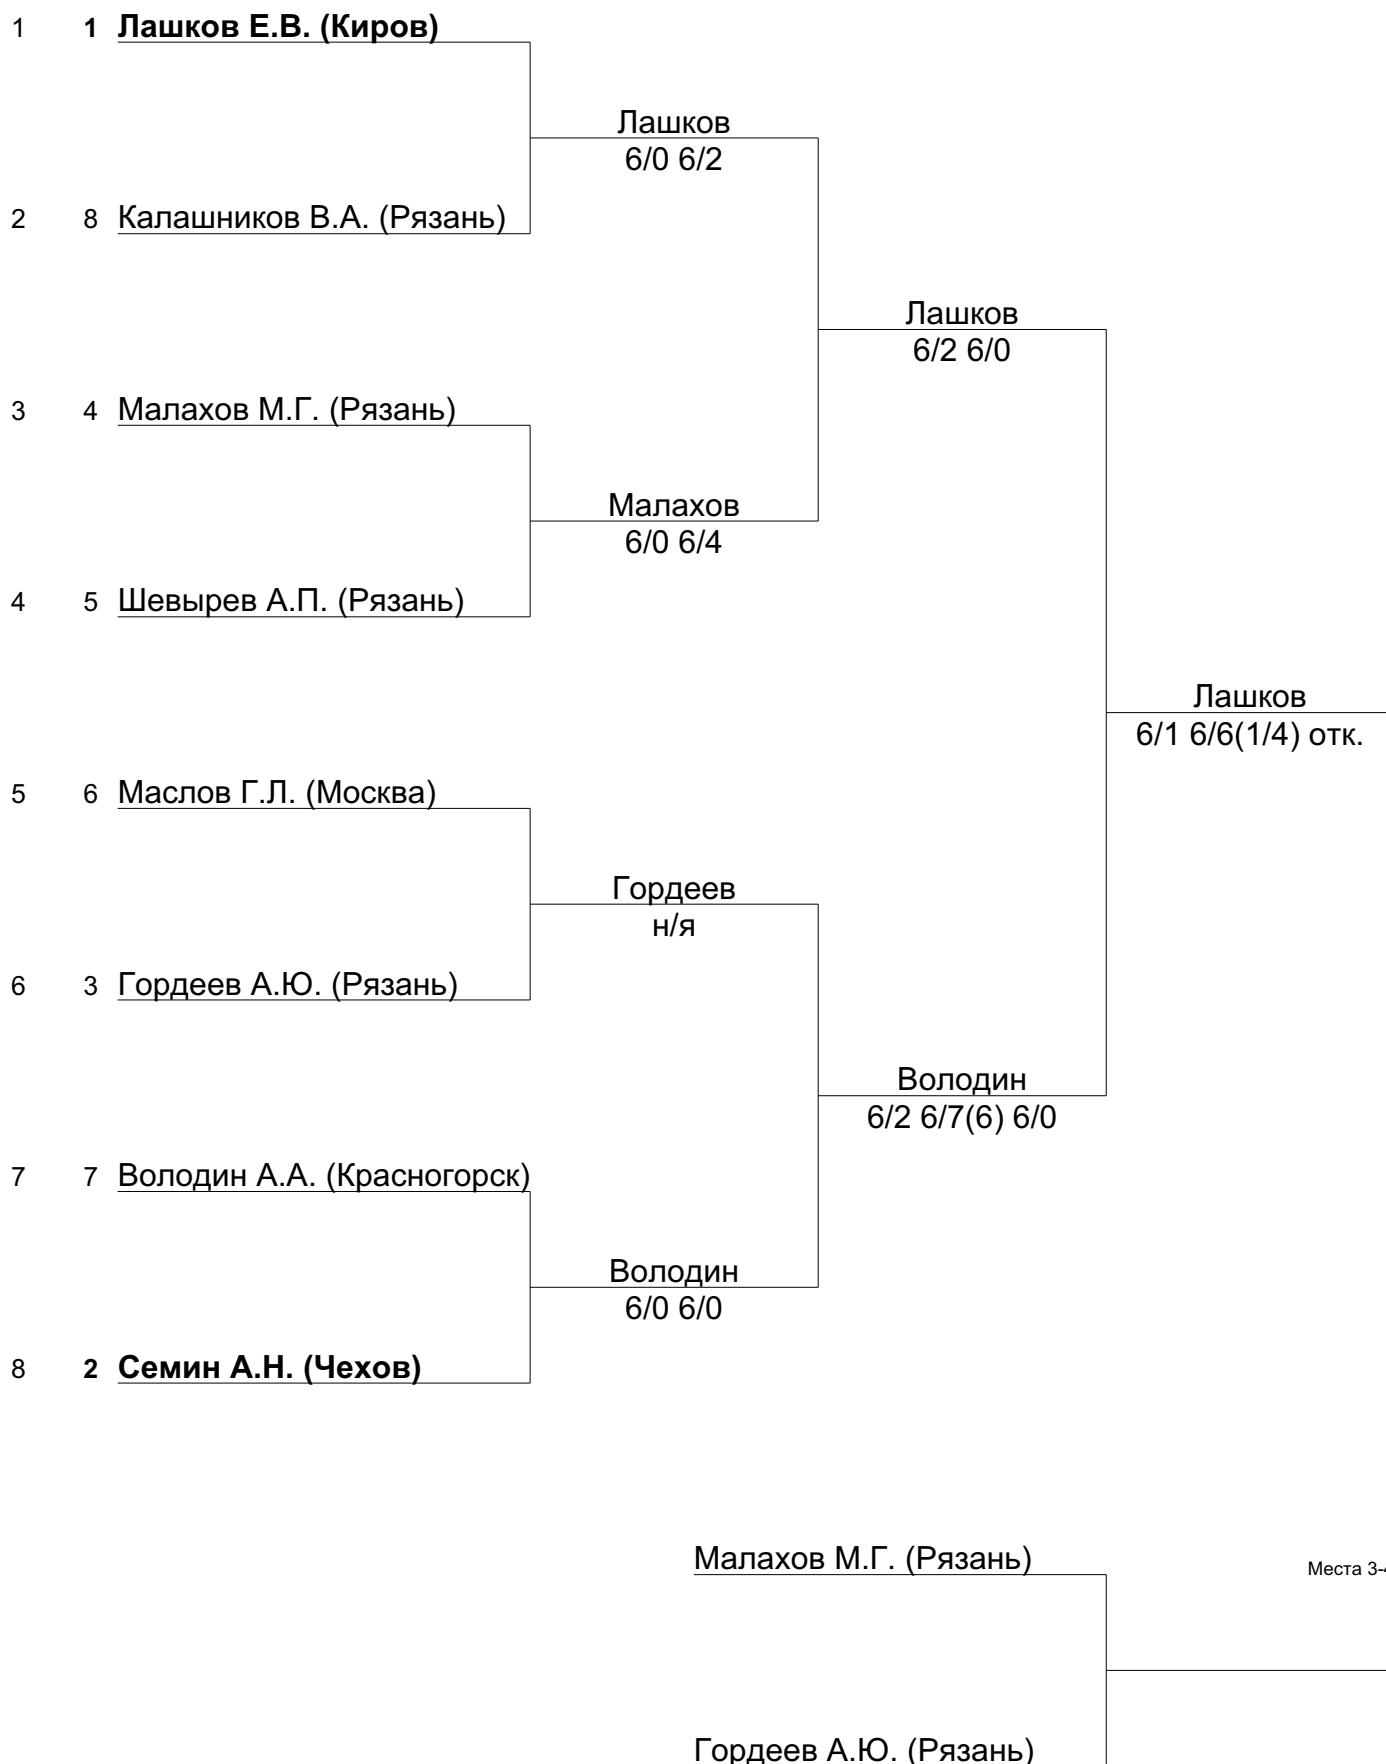 1 1 Лашков Е.В. (Киров)
Лашков
6/0 6/2
2 8 Калашников В.А. (Рязань)
Лашков
6/2 6/0
3 4 Малахов М.Г. (Рязань)
Малахов
6/0 6/4
4 5 Шевырев А.П. (Рязань)
Лашков
6/1 6/6(1/4) отк.
5 6 Маслов Г.Л. (Москва)
Гордеев
н/я
6 3 Гордеев А.Ю. (Рязань)
Володин
6/2 6/7(6) 6/0
7 7 Володин А.А. (Красногорск)
Володин
6/0 6/0
8 2 Семин А.Н. (Чехов)
Малахов М.Г. (Рязань)
Места 3-4
Гордеев А.Ю. (Рязань)